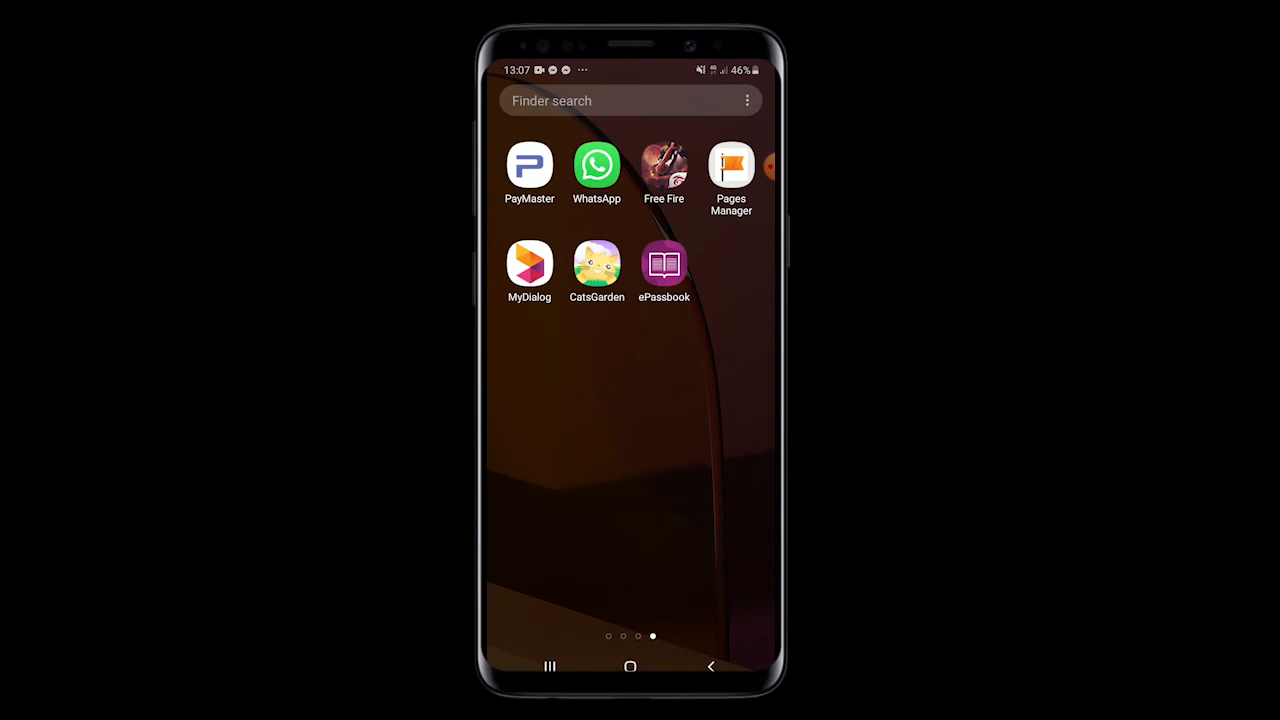 13:07 46%
Finder search
PayMaster WhatsApp Free Fire Pages
Manager
MyDialog CatsGarden ePassbook